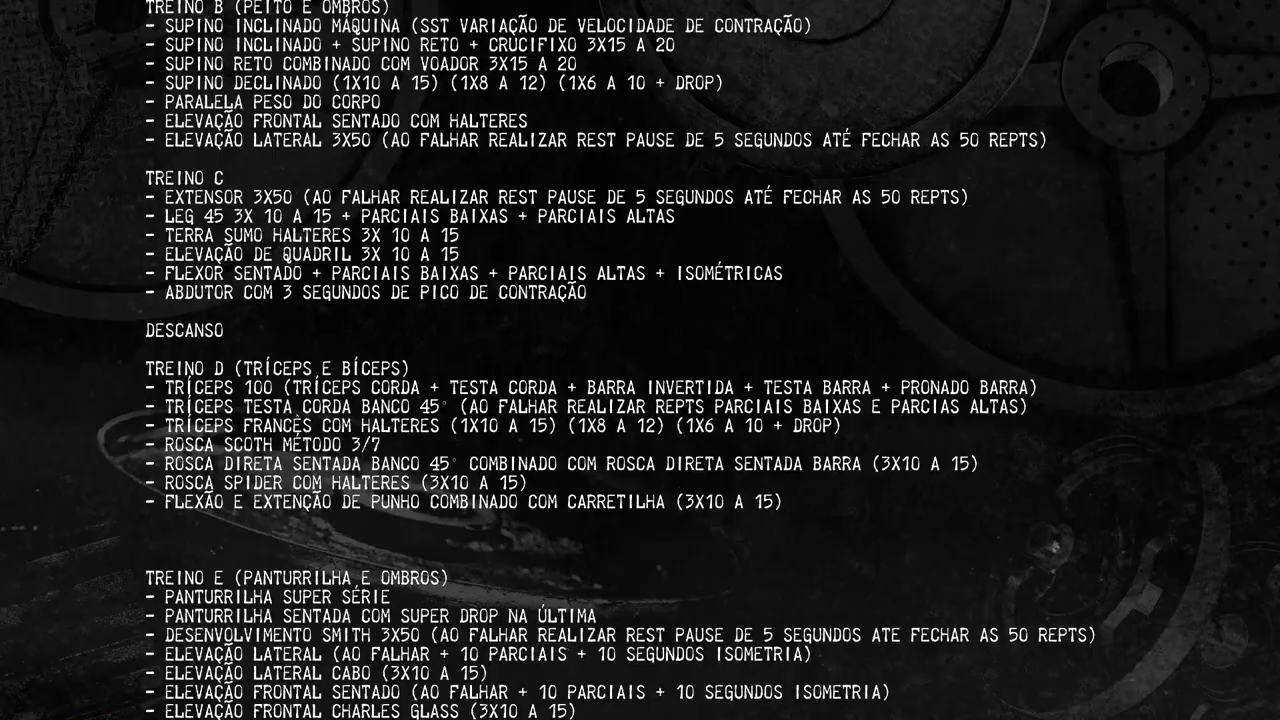 TREINO B (PEITO E OMBROS)
- SUPINO INCLINADO MÁQUINA (SST VARIAÇÃO DE VELOCIDADE DE CONTRAÇÃO)
- SUPINO INCLINADO + SUPINO RETO + CRUCIFIXO 3X15 A 20
- SUPINO RETO COMBINADO COM VOADOR 3X15 A 20
- SUPINO DECLINADO (1X10 A 15) (1X8 A 12) (1X6 A 10 + DROP)
- PARALELA PESO DO CORPO
- ELEVAÇÃO FRONTAL SENTADO COM HALTERES
- ELEVAÇÃO LATERAL 3X50 (AO FALHAR REALIZAR REST PAUSE DE 5 SEGUNDOS ATÉ FECHAR AS 50 REPTS)
TREINO C
- EXTENSOR 3X50 (AO FALHAR REALIZAR REST PAUSE DE 5 SEGUNDOS ATÉ FECHAR AS 50 REPTS)
- LEG 45 3X 10 A 15 + PARCIAIS BAIXAS + PARCIAIS ALTAS
- TERRA SUMO HALTERES 3X 10 A 15
- ELEVAÇÃO DE QUADRIL 3X 10 A 15
- FLEXOR SENTADO + PARCIAIS BAIXAS + PARCIAIS ALTAS + ISOMÉTRICAS
- ABDUTOR COM 3 SEGUNDOS DE PICO DE CONTRAÇÃO
DESCANSO
TREINO D (TRÍCEPS E BÍCEPS)
- TRÍCEPS 100 (TRÍCEPS CORDA + TESTA CORDA + BARRA INVERTIDA + TESTA BARRA + PRONADO BARRA)
- TRÍCEPS TESTA CORDA BANCO 45° (AO FALHAR REALIZAR REPTS PARCIAIS BAIXAS E PARCIAS ALTAS)
- TRÍCEPS FRANCÊS COM HALTERES (1X10 A 15) (1X8 A 12) (1X6 A 10 + DROP)
- ROSCA SCOTH MÉTODO 3/7
- ROSCA DIRETA SENTADA BANCO 45° COMBINADO COM ROSCA DIRETA SENTADA BARRA (3X10 A 15)
- ROSCA SPIDER COM HALTERES (3X10 A 15)
- FLEXÃO E EXTENÇÃO DE PUNHO COMBINADO COM CARRETILHA (3X10 A 15)
TREINO E (PANTURRILHA E OMBROS)
- PANTURRILHA SUPER SÉRIE
- PANTURRILHA SENTADA COM SUPER DROP NA ÚLTIMA
- DESENVOLVIMENTO SMITH 3X50 (AO FALHAR REALIZAR REST PAUSE DE 5 SEGUNDOS ATE FECHAR AS 50 REPTS)
- ELEVAÇÃO LATERAL (AO FALHAR + 10 PARCIAIS + 10 SEGUNDOS ISOMETRIA)
- ELEVAÇÃO LATERAL CABO (3X10 A 15)
- ELEVAÇÃO FRONTAL SENTADO (AO FALHAR + 10 PARCIAIS + 10 SEGUNDOS ISOMETRIA)
- ELEVAÇÃO FRONTAL CHARLES GLASS (3X10 A 15)